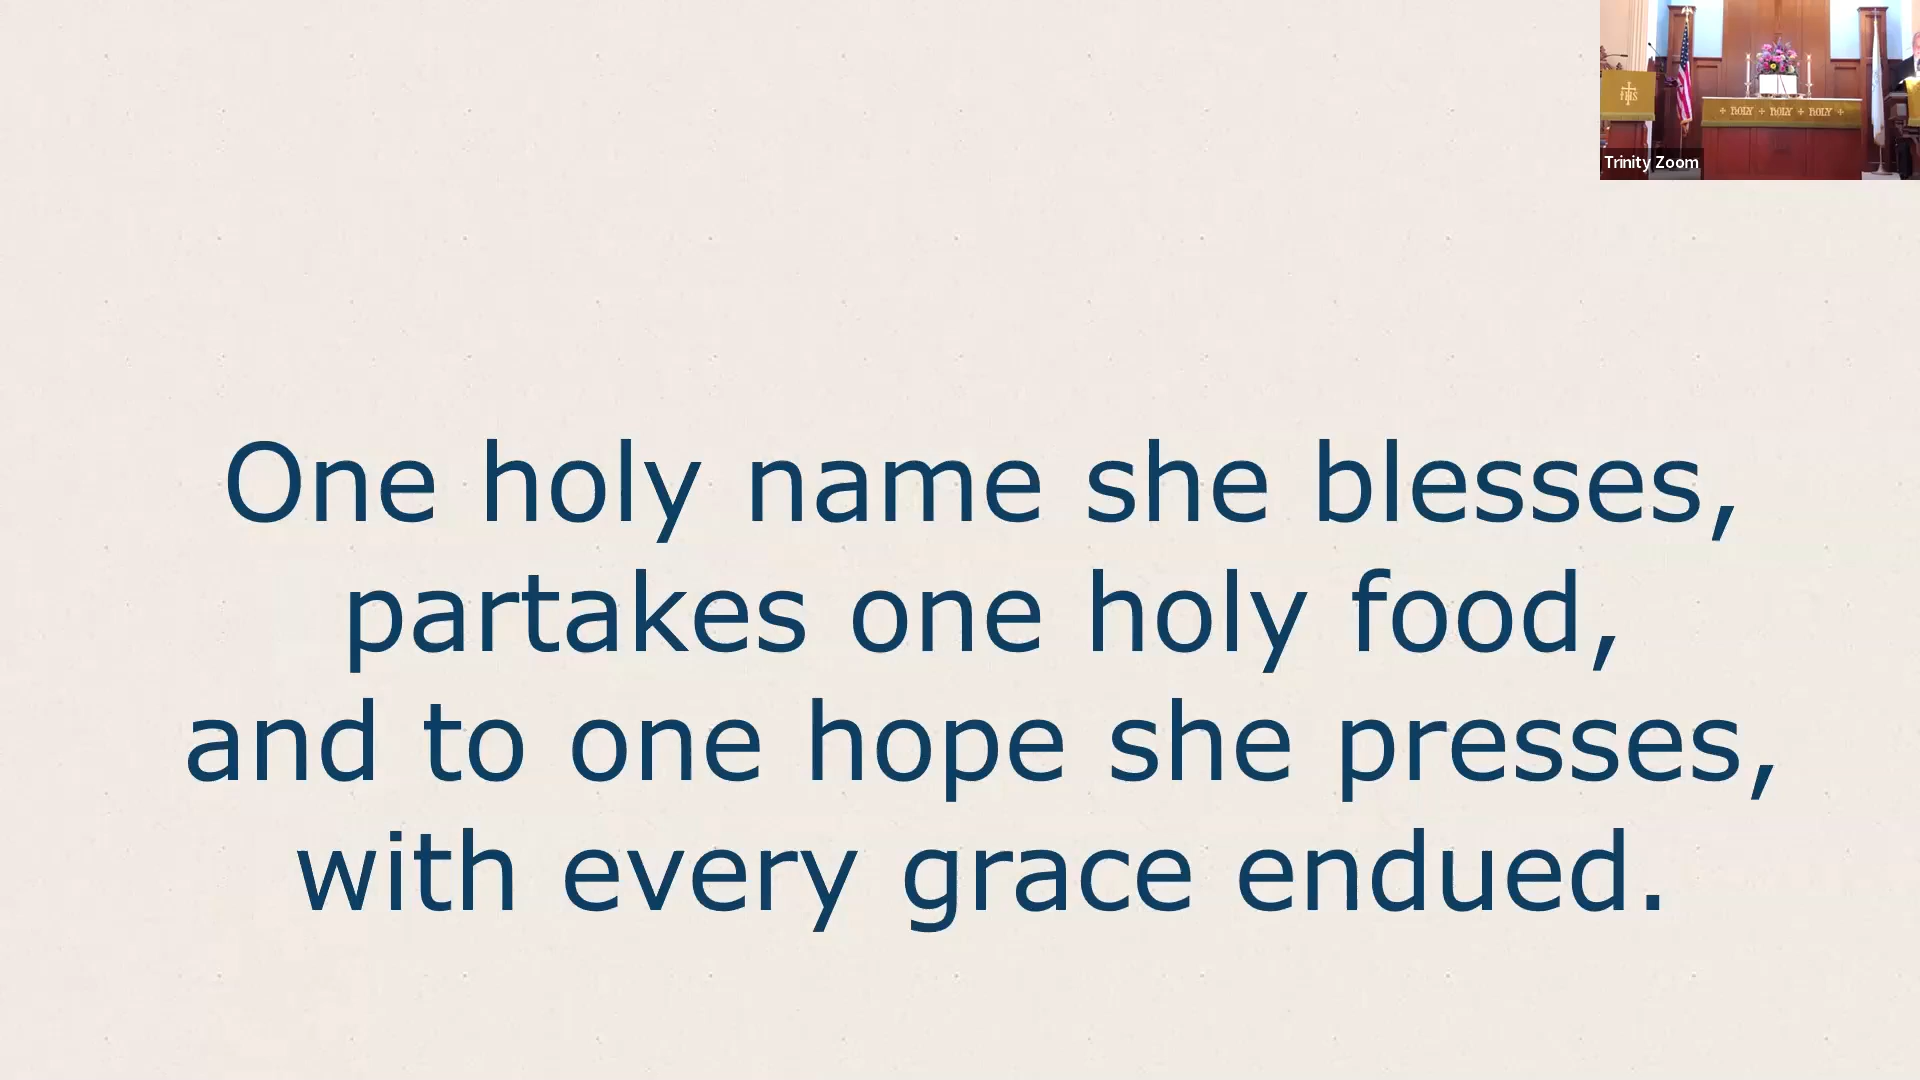 IHS
+ HOLY + HOLY + HOLY +
Trinity Zoom
One holy name she blesses,
partakes one holy food,
and to one hope she presses,
with every grace endued.